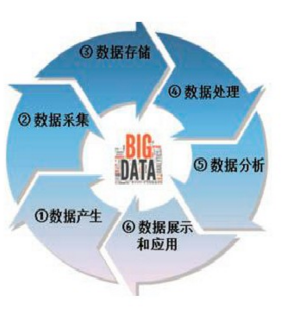 ③数据存储
④数据处理
②数据采集
BIG
DATA
⑤数据分析
①数据产生
⑥数据展示
和应用